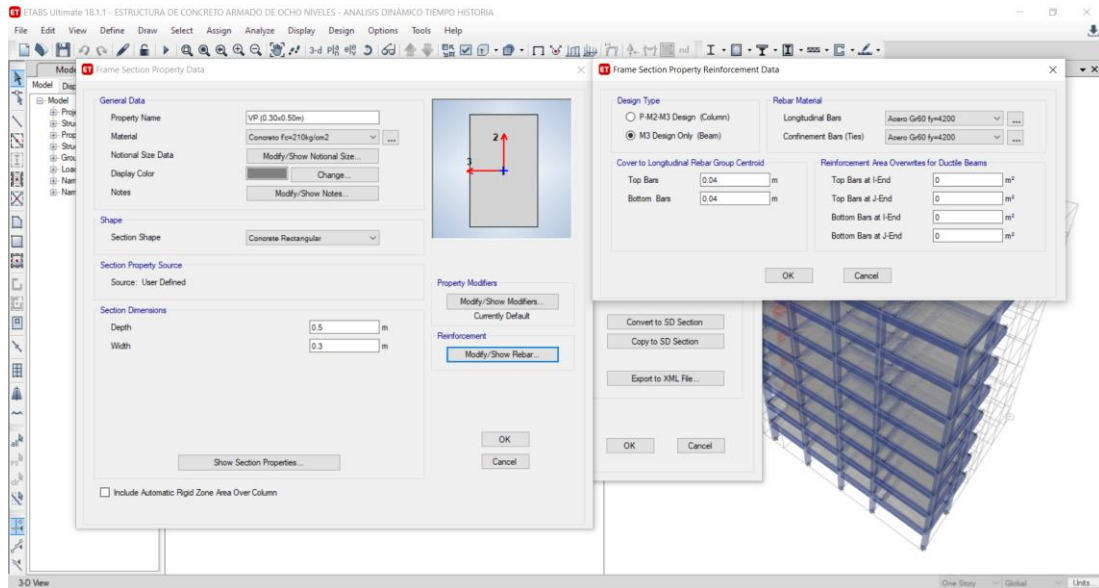 ETABS Ultimate 18.1.1 - ESTRUCTURA DE CONCRETO ARMADO DE OCHO NIVELES - ANALISIS DINÁMICO TIEMPO HISTORIA
File Edit View Define Draw Select Assign Analyze Display Design Options Tools Help
3-d
nd
Model
Model
Frame Section Property Data
General Data
Property Name
VP (0.30x0.50m)
Material
Concreto f'c=210kg/cm2
...
Notional Size Data
Modify/Show Notional Size...
Display Color
Change...
Notes
Modify/Show Notes...
2
3
Shape
Section Shape
Concrete Rectangular
Section Property Source
Source: User Defined
Section Dimensions
Depth
0.5
m
Width
0.3
m
Property Modifiers
Modify/Show Modifiers...
Currently Default
Reinforcement
Modify/Show Rebar...
OK
Cancel
Show Section Properties...
Include Automatic Rigid Zone Area Over Column
Frame Section Property Reinforcement Data
Design Type
P-M2-M3 Design (Column)
M3 Design Only (Beam)
Rebar Material
Longitudinal Bars
Acero Gr60 fy=4200
...
Confinement Bars (Ties)
Acero Gr60 fy=4200
...
Cover to Longitudinal Rebar Group Centroid
Top Bars
0.04
m
Bottom Bars
0.04
m
Reinforcement Area Overwrites for Ductile Beams
Top Bars at I-End
0
m²
Top Bars at J-End
0
m²
Bottom Bars at I-End
0
m²
Bottom Bars at J-End
0
m²
OK
Cancel
Convert to SD Section
Copy to SD Section
Export to XML File...
OK
Cancel
3-D View
One Story
Global
Units...